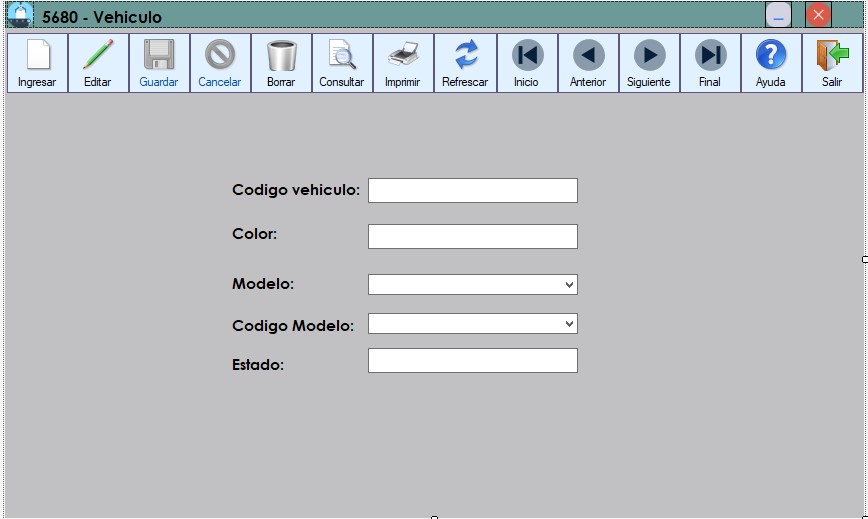 5680 - Vehiculo
Ingresar Editar Guardar Cancelar Borrar Consultar Imprimir Refrescar Inicio Anterior Siguiente Final Ayuda Salir
Codigo vehiculo:
Color:
Modelo:
Codigo Modelo:
Estado: